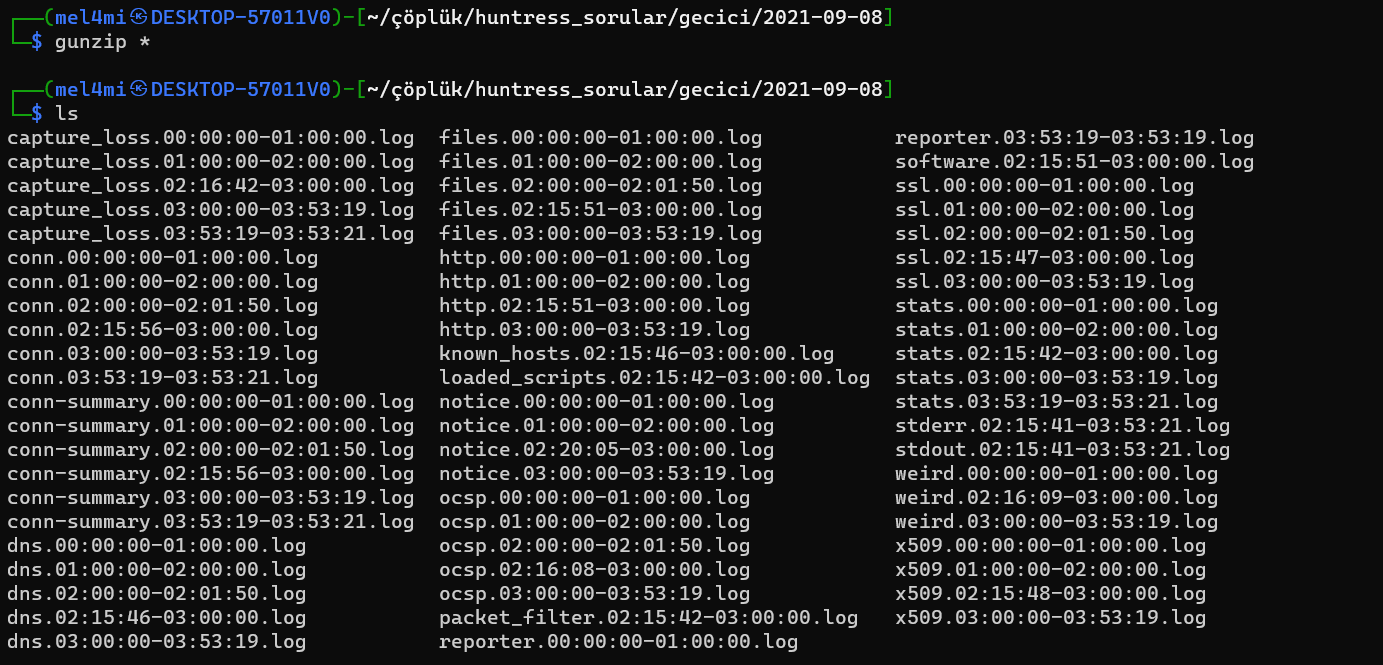 ┌──(mel4mi㉿DESKTOP-57011V0)-[~/çöplük/huntress_sorular/gecici/2021-09-08]
└─$ gunzip *
┌──(mel4mi㉿DESKTOP-57011V0)-[~/çöplük/huntress_sorular/gecici/2021-09-08]
└─$ ls
capture_loss.00:00:00-01:00:00.log  files.00:00:00-01:00:00.log           reporter.03:53:19-03:53:19.log
capture_loss.01:00:00-02:00:00.log  files.01:00:00-02:00:00.log           software.02:15:51-03:00:00.log
capture_loss.02:16:42-03:00:00.log  files.02:00:00-02:01:50.log           ssl.00:00:00-01:00:00.log
capture_loss.03:00:00-03:53:19.log  files.02:15:51-03:00:00.log           ssl.01:00:00-02:00:00.log
capture_loss.03:53:19-03:53:21.log  files.03:00:00-03:53:19.log           ssl.02:00:00-02:01:50.log
conn.00:00:00-01:00:00.log          http.00:00:00-01:00:00.log            ssl.02:15:47-03:00:00.log
conn.01:00:00-02:00:00.log          http.01:00:00-02:00:00.log            ssl.03:00:00-03:53:19.log
conn.02:00:00-02:01:50.log          http.02:15:51-03:00:00.log            stats.00:00:00-01:00:00.log
conn.02:15:56-03:00:00.log          http.03:00:00-03:53:19.log            stats.01:00:00-02:00:00.log
conn.03:00:00-03:53:19.log          known_hosts.02:15:46-03:00:00.log     stats.02:15:42-03:00:00.log
conn.03:53:19-03:53:21.log          loaded_scripts.02:15:42-03:00:00.log  stats.03:00:00-03:53:19.log
conn-summary.00:00:00-01:00:00.log  notice.00:00:00-01:00:00.log          stats.03:53:19-03:53:21.log
conn-summary.01:00:00-02:00:00.log  notice.01:00:00-02:00:00.log          stderr.02:15:41-03:53:21.log
conn-summary.02:00:00-02:01:50.log  notice.02:20:05-03:00:00.log          stdout.02:15:41-03:53:21.log
conn-summary.02:15:56-03:00:00.log  notice.03:00:00-03:53:19.log          weird.00:00:00-01:00:00.log
conn-summary.03:00:00-03:53:19.log  ocsp.00:00:00-01:00:00.log            weird.02:16:09-03:00:00.log
conn-summary.03:53:19-03:53:21.log  ocsp.01:00:00-02:00:00.log            weird.03:00:00-03:53:19.log
dns.00:00:00-01:00:00.log           ocsp.02:00:00-02:01:50.log            x509.00:00:00-01:00:00.log
dns.01:00:00-02:00:00.log           ocsp.02:16:08-03:00:00.log            x509.01:00:00-02:00:00.log
dns.02:00:00-02:01:50.log           ocsp.03:00:00-03:53:19.log            x509.02:15:48-03:00:00.log
dns.02:15:46-03:00:00.log           packet_filter.02:15:42-03:00:00.log   x509.03:00:00-03:53:19.log
dns.03:00:00-03:53:19.log           reporter.00:00:00-01:00:00.log